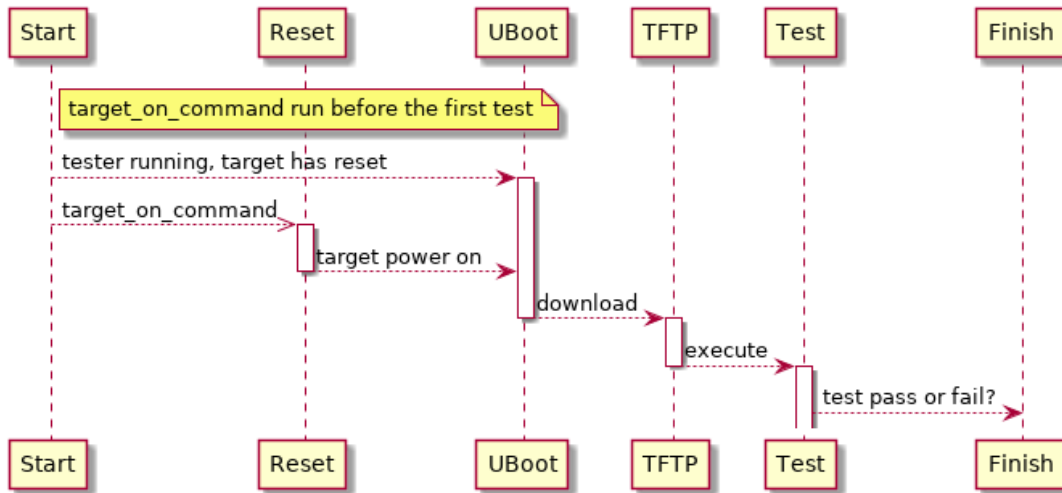 Start Reset UBoot TFTP Test Finish
target_on_command run before the first test
tester running, target has reset
target_on_command
target power on
download
execute
test pass or fail?
Start Reset UBoot TFTP Test Finish